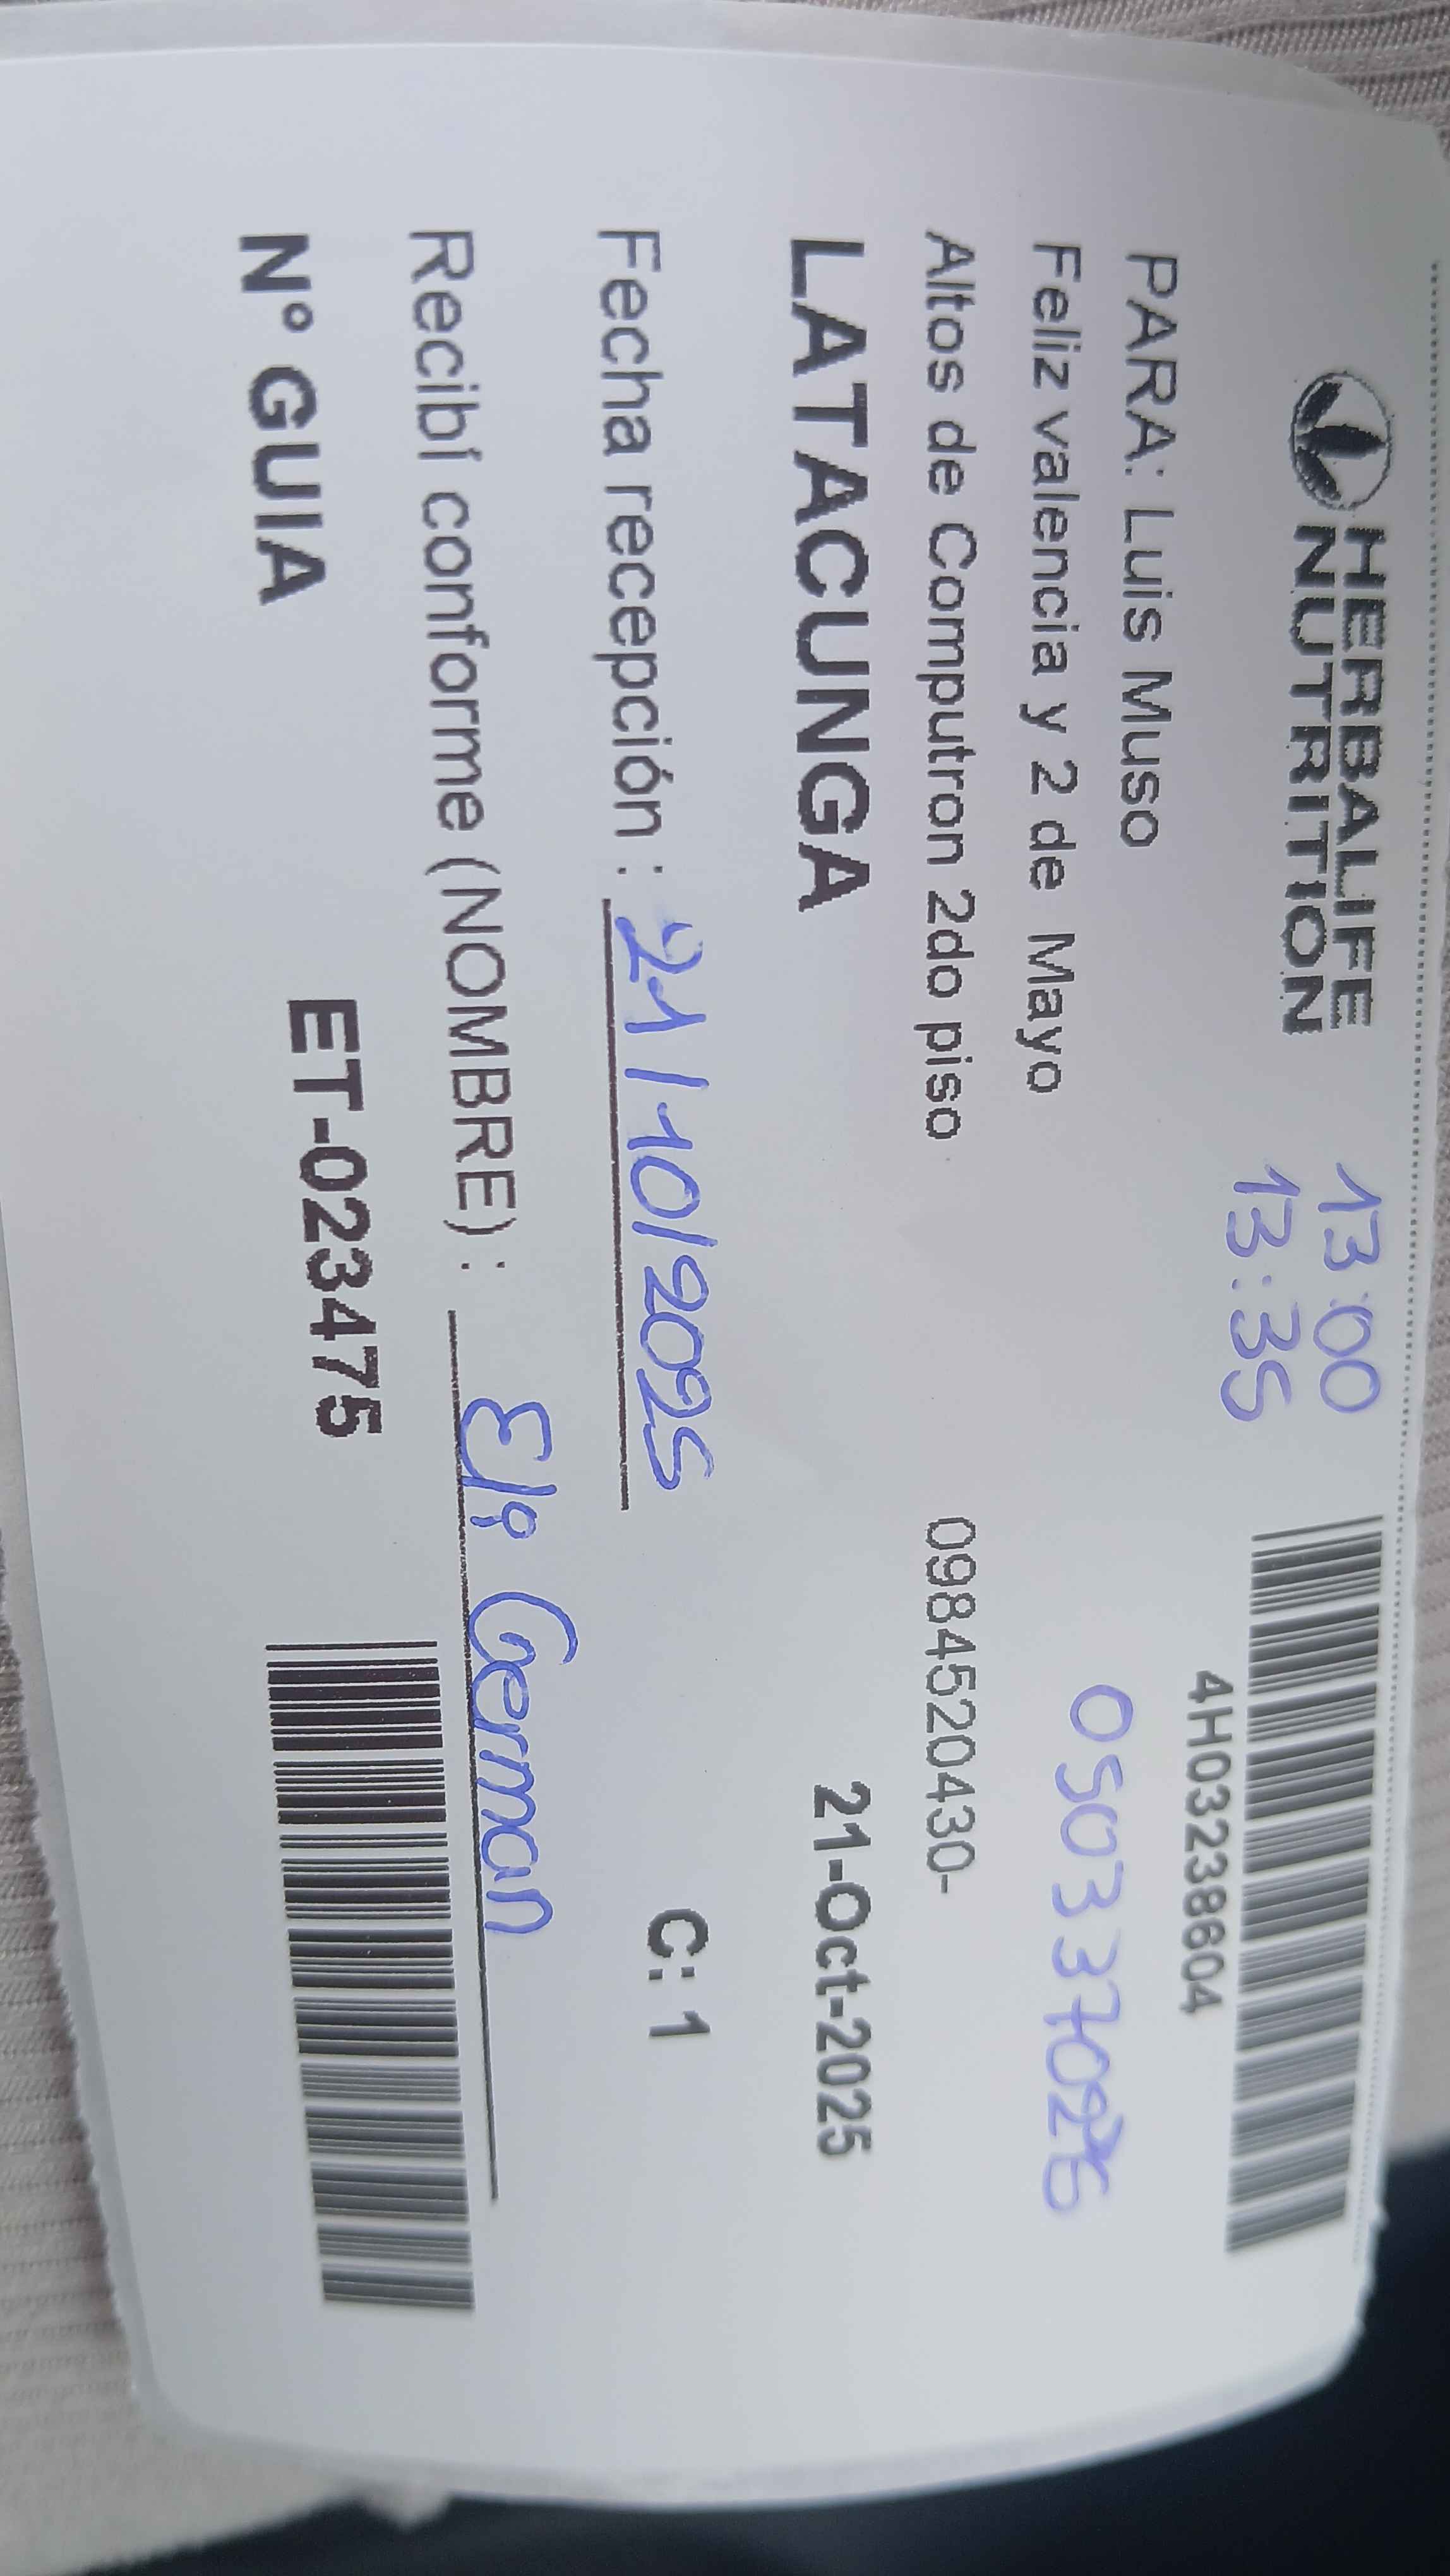 HERBALIFE
NUTRITION
13:00
13:35
4H03238604
PARA: Luis Muso
Feliz valencia y 2 de Mayo
Altos de Computron 2do piso
0984520430-
LATACUNGA
21-Oct-2025
Fecha recepción : 21/10/2025
C: 1
Recibí conforme (NOMBRE) : Eli German
N° GUIA
ET-023475